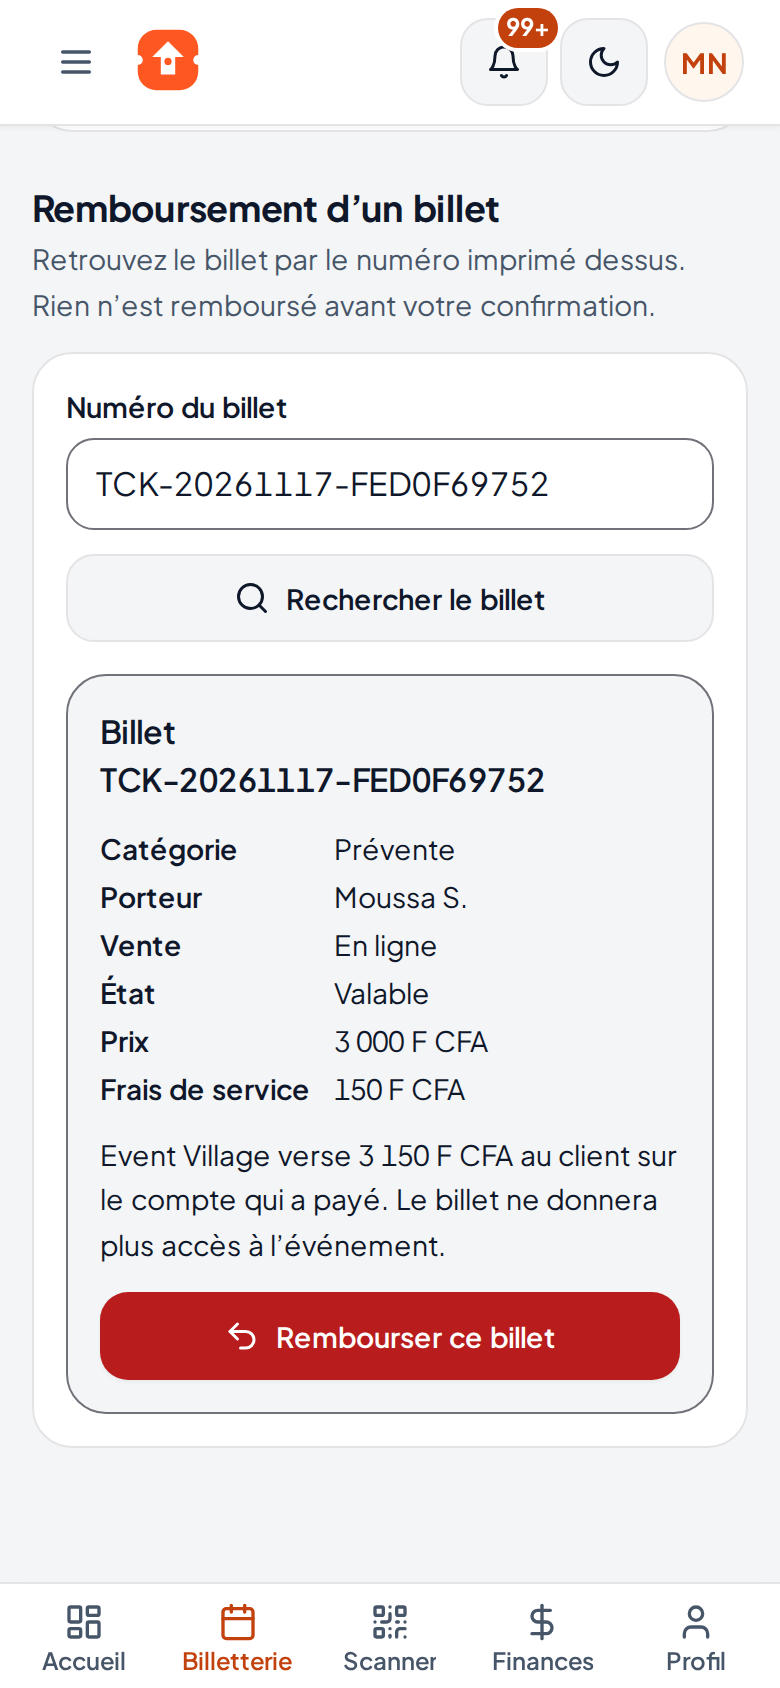 99+
MN
Remboursement d’un billet
Retrouvez le billet par le numéro imprimé dessus.
Rien n’est remboursé avant votre confirmation.
Numéro du billet
TCK-20261117-FED0F69752
Rechercher le billet
Billet
TCK-20261117-FED0F69752
Catégorie Prévente
Porteur Moussa S.
Vente En ligne
État Valable
Prix 3 000 F CFA
Frais de service 150 F CFA
Event Village verse 3 150 F CFA au client sur
le compte qui a payé. Le billet ne donnera
plus accès à l’événement.
Rembourser ce billet
Accueil Billetterie Scanner Finances Profil